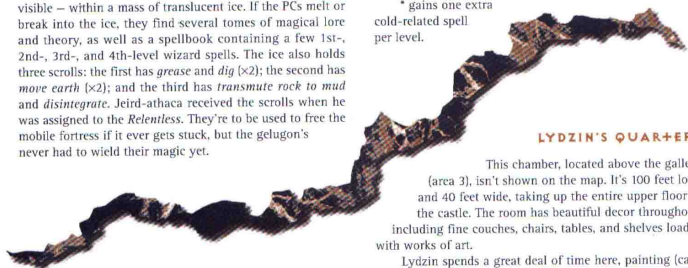 visible – within a mass of translucent ice. If the PCs melt or
break into the ice, they find several tomes of magical lore
and theory, as well as a spellbook containing a few 1st-,
2nd-, 3rd-, and 4th-level wizard spells. The ice also holds
three scrolls: the first has grease and dig (×2); the second has
move earth (×2); and the third has transmute rock to mud
and disintegrate. Jeird-athaca received the scrolls when he
was assigned to the Relentless. They're to be used to free the
mobile fortress if it ever gets stuck, but the gelugon's
never had to wield their magic yet.
* gains one extra
cold-related spell
per level.
LYDZIN'S QUARTE
This chamber, located above the galle
(area 3), isn't shown on the map. It's 100 feet lo
and 40 feet wide, taking up the entire upper floor
the castle. The room has beautiful decor througho
including fine couches, chairs, tables, and shelves load
with works of art.
Lydzin spends a great deal of time here, painting (ca